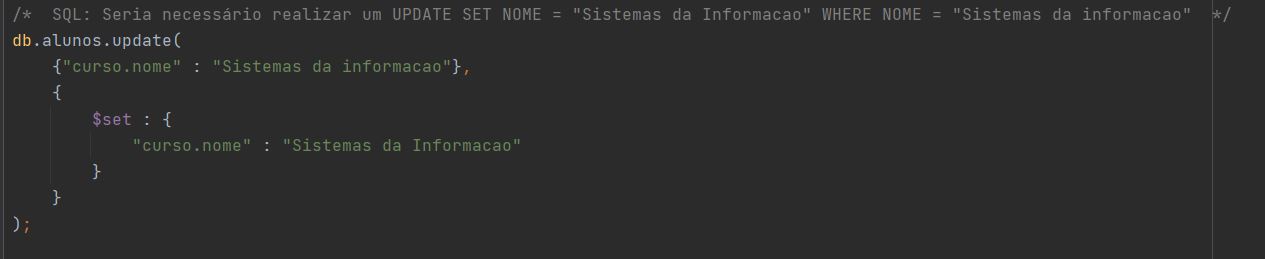 /*  SQL: Seria necessário realizar um UPDATE SET NOME = "Sistemas da Informacao" WHERE NOME = "Sistemas da informacao"  */
db.alunos.update(
    {"curso.nome" : "Sistemas da informacao"},
    {
        $set : {
            "curso.nome" : "Sistemas da Informacao"
        }
    }
);